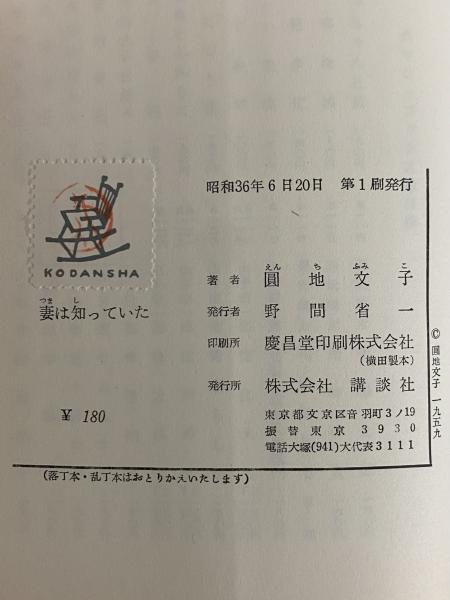 昭和36年6月20日 第1刷発行
KODANSHA
つま し
妻は知っていた
¥ 180
えん ち ふみ こ
著者 圓地文子
発行者 野間省一
印刷所 慶昌堂印刷株式会社
(横田製本)
発行所 株式会社 講談社
東京都文京区音羽町3ノ19
振替東京 3930
電話大塚(941)大代表3111
© 圓地文子 一九五九
(落丁本・乱丁本はおとりかえいたします)